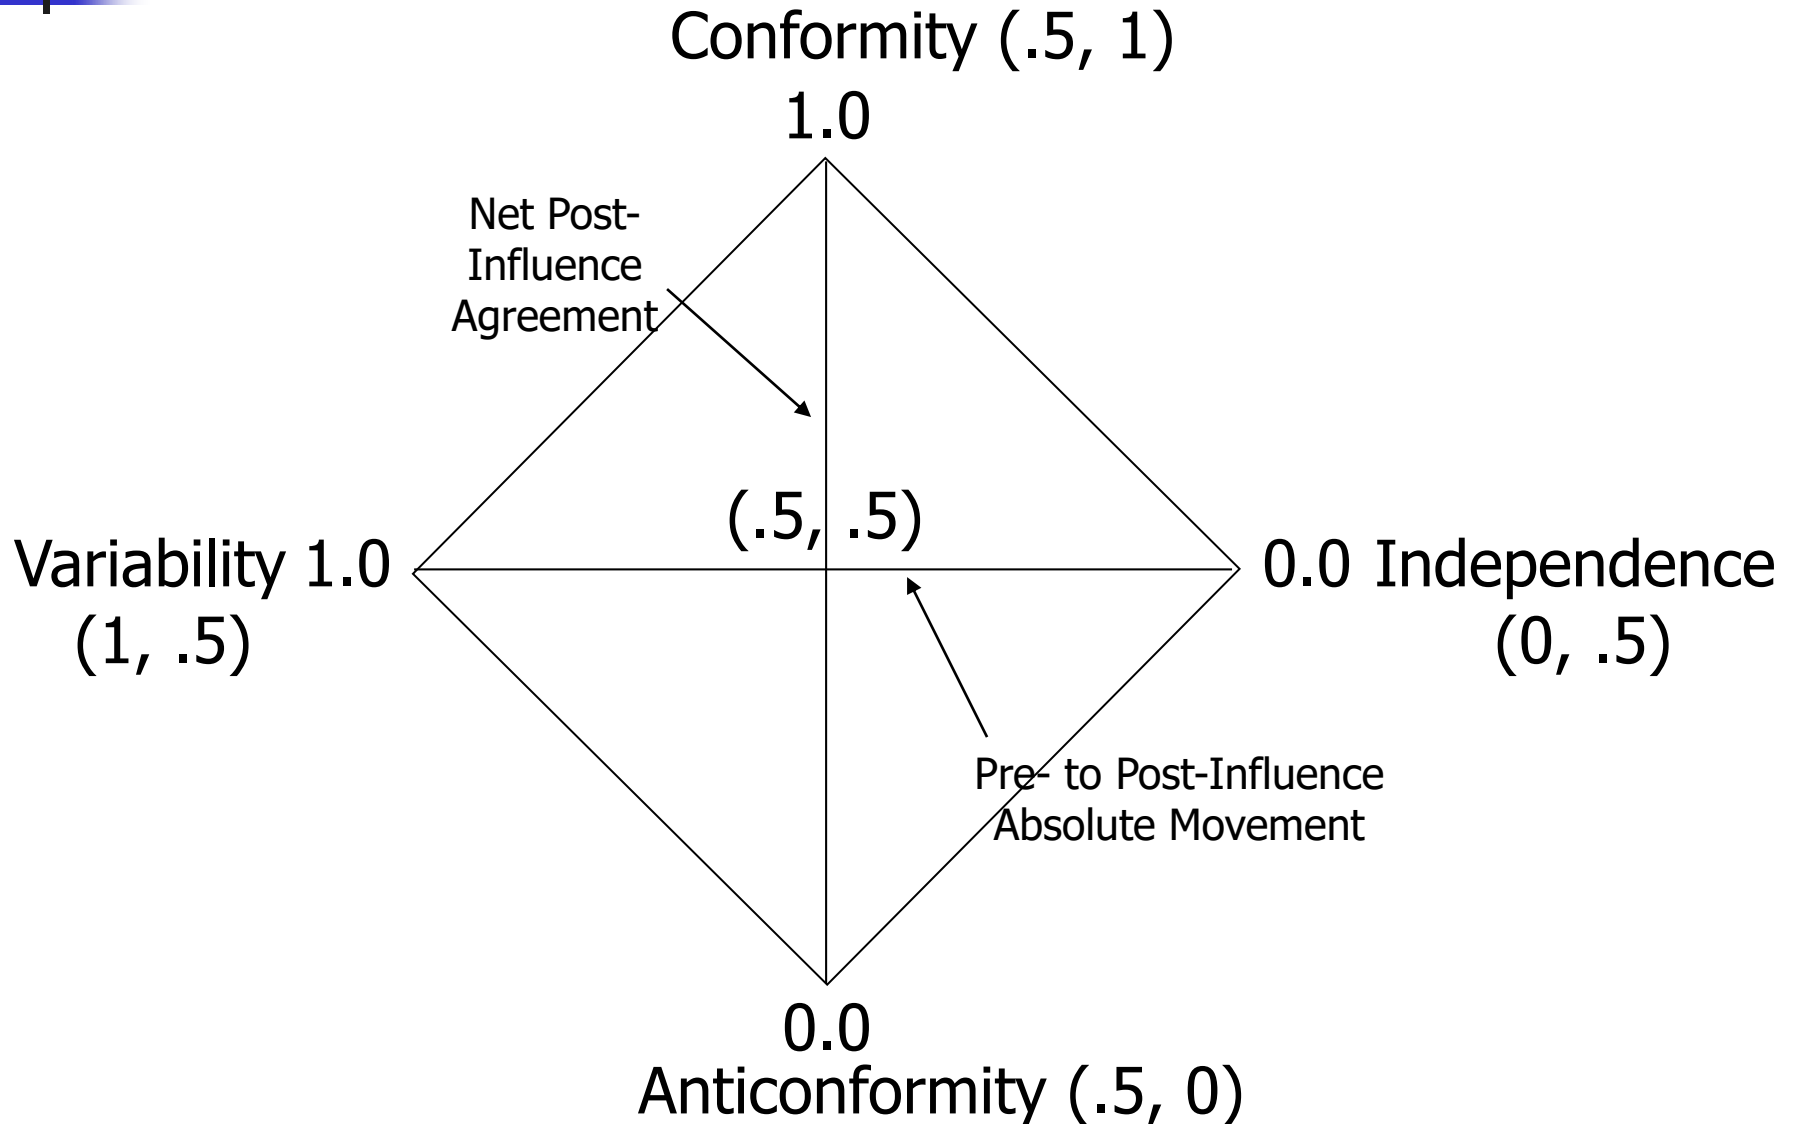 Conformity (.5, 1)
1.0
Net Post-
Influence
Agreement
(.5, .5)
Variability 1.0
(1, .5)
0.0 Independence
(0, .5)
Pre- to Post-Influence
Absolute Movement
0.0
Anticonformity (.5, 0)